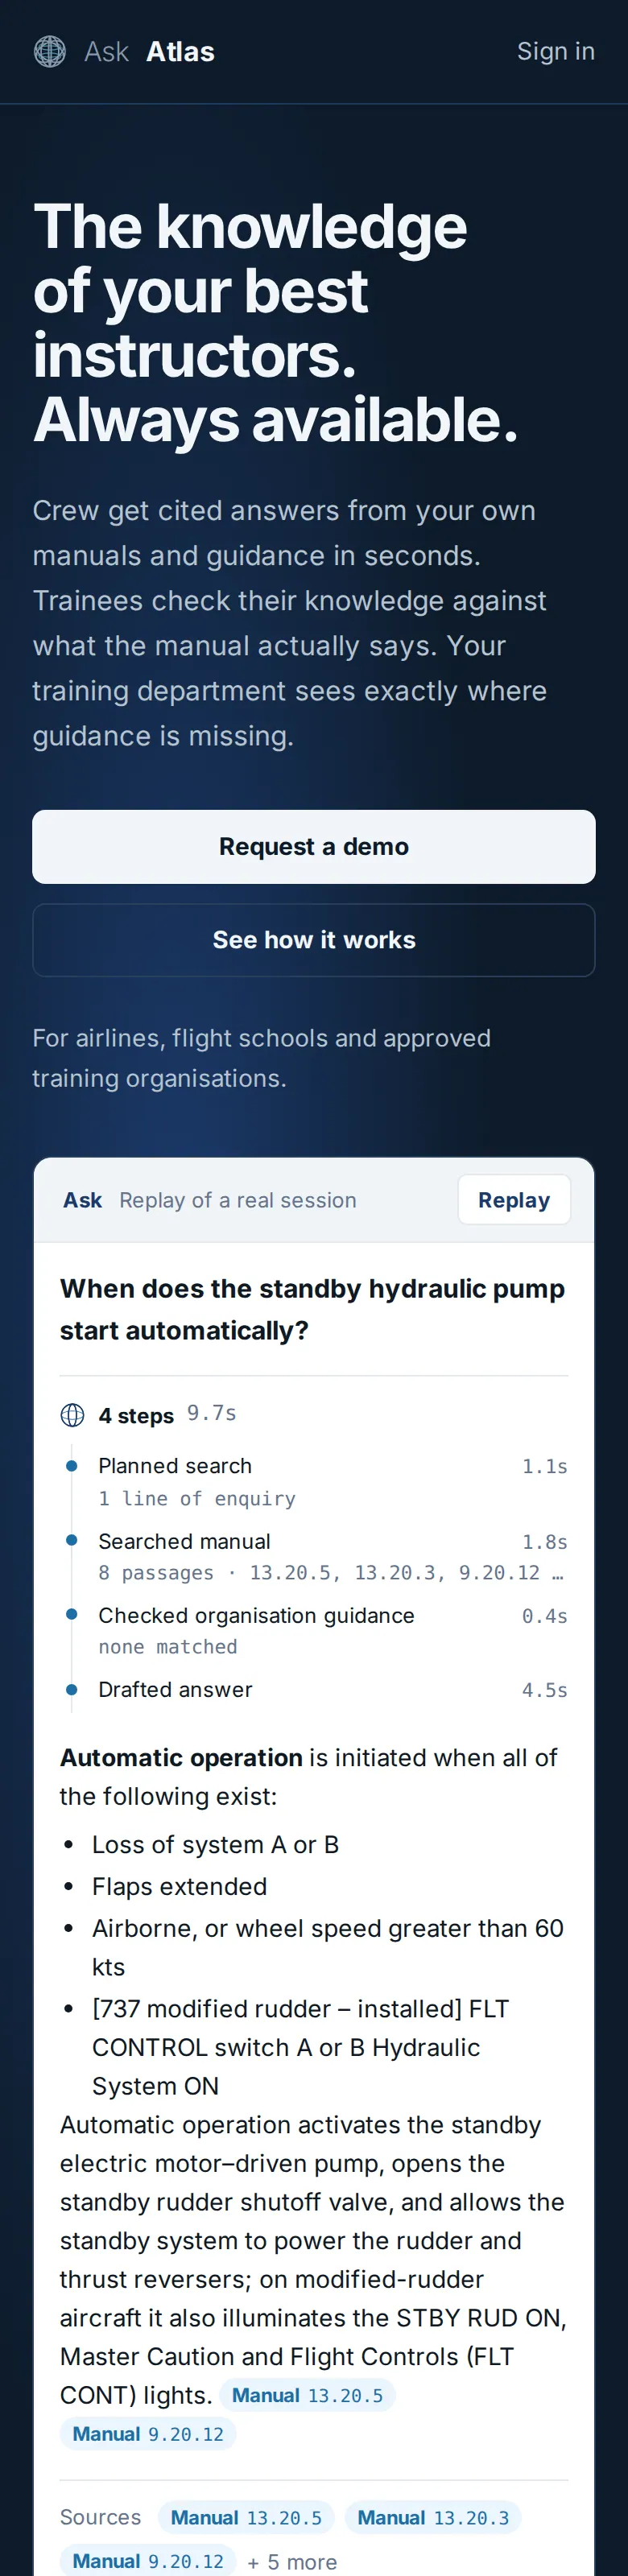 Ask Atlas
Sign in
The knowledge
of your best
instructors.
Always available.
Crew get cited answers from your own
manuals and guidance in seconds.
Trainees check their knowledge against
what the manual actually says. Your
training department sees exactly where
guidance is missing.
Request a demo
See how it works
For airlines, flight schools and approved
training organisations.
Ask Replay of a real session
Replay
When does the standby hydraulic pump
start automatically?
4 steps 9.7s
Planned search 1.1s
1 line of enquiry
Searched manual 1.8s
8 passages · 13.20.5, 13.20.3, 9.20.12 …
Checked organisation guidance 0.4s
none matched
Drafted answer 4.5s
Automatic operation is initiated when all of
the following exist:
• Loss of system A or B
• Flaps extended
• Airborne, or wheel speed greater than 60
kts
• [737 modified rudder – installed] FLT
CONTROL switch A or B Hydraulic
System ON
Automatic operation activates the standby
electric motor–driven pump, opens the
standby rudder shutoff valve, and allows the
standby system to power the rudder and
thrust reversers; on modified-rudder
aircraft it also illuminates the STBY RUD ON,
Master Caution and Flight Controls (FLT
CONT) lights. Manual 13.20.5
Manual 9.20.12
Sources Manual 13.20.5 Manual 13.20.3
Manual 9.20.12 + 5 more